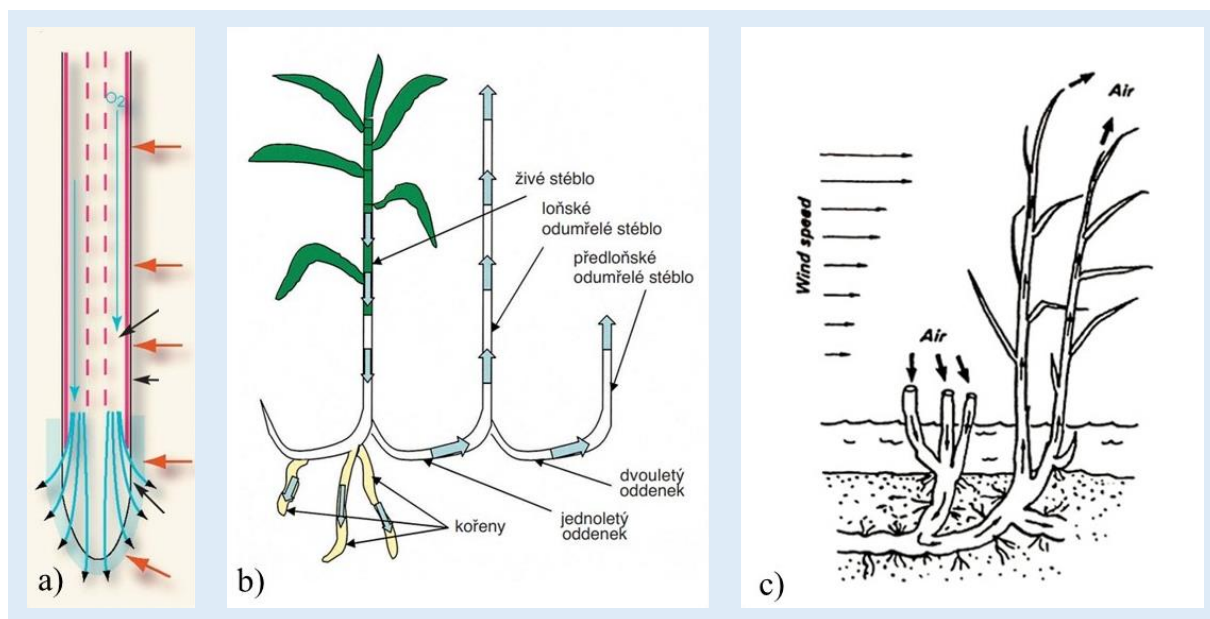 O2
a)
živé stéblo
loňské
odumřelé stéblo
předloňské
odumřelé stéblo
dvouletý
oddenek
jednoletý
oddenek
kořeny
b)
Air
Wind speed
Air
c)